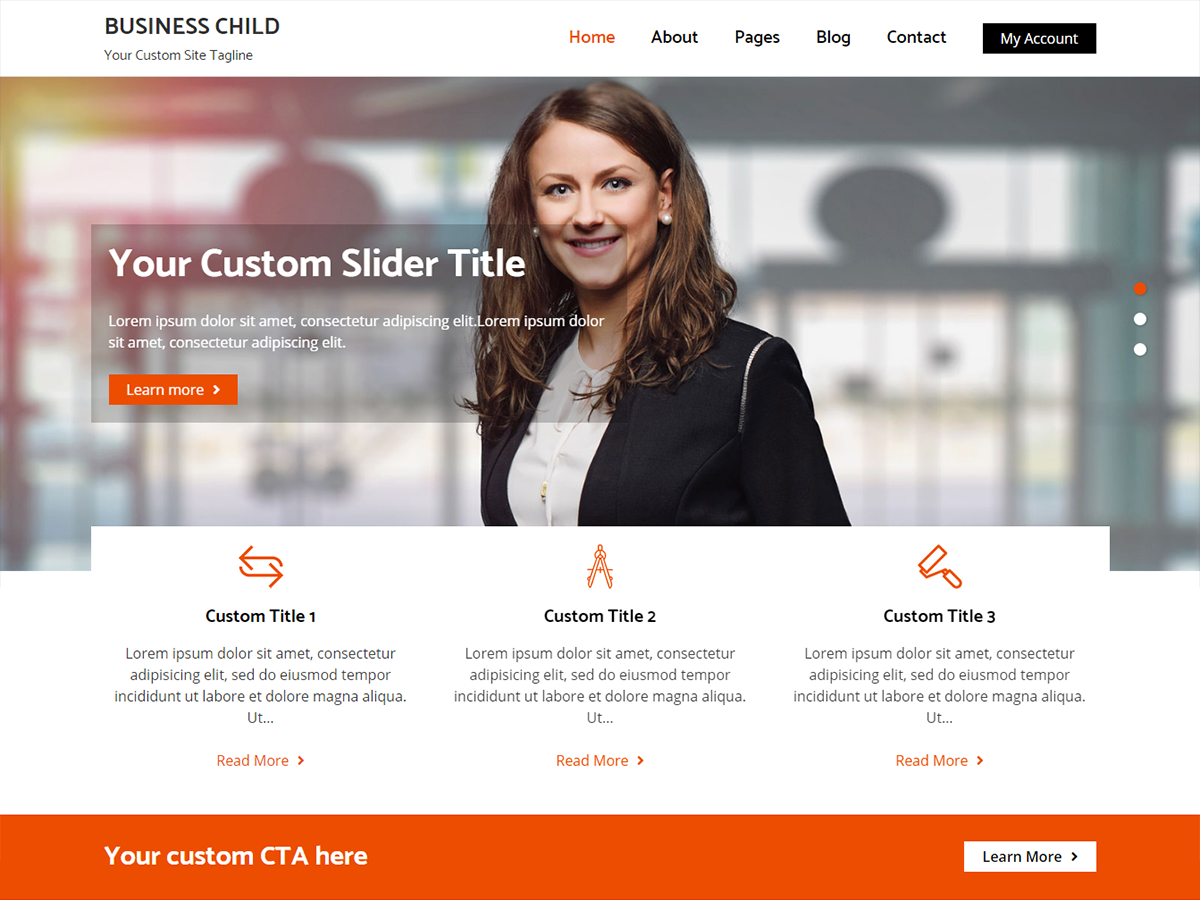 BUSINESS CHILD
Your Custom Site Tagline
Home About Pages Blog Contact My Account
Your Custom Slider Title
Lorem ipsum dolor sit amet, consectetur adipiscing elit.Lorem ipsum dolor
sit amet, consectetur adipiscing elit.
Learn more
Custom Title 1
Lorem ipsum dolor sit amet, consectetur
adipisicing elit, sed do eiusmod tempor
incididunt ut labore et dolore magna aliqua.
Ut...
Read More
Custom Title 2
Lorem ipsum dolor sit amet, consectetur
adipisicing elit, sed do eiusmod tempor
incididunt ut labore et dolore magna aliqua.
Ut...
Read More
Custom Title 3
Lorem ipsum dolor sit amet, consectetur
adipisicing elit, sed do eiusmod tempor
incididunt ut labore et dolore magna aliqua.
Ut...
Read More
Your custom CTA here
Learn More